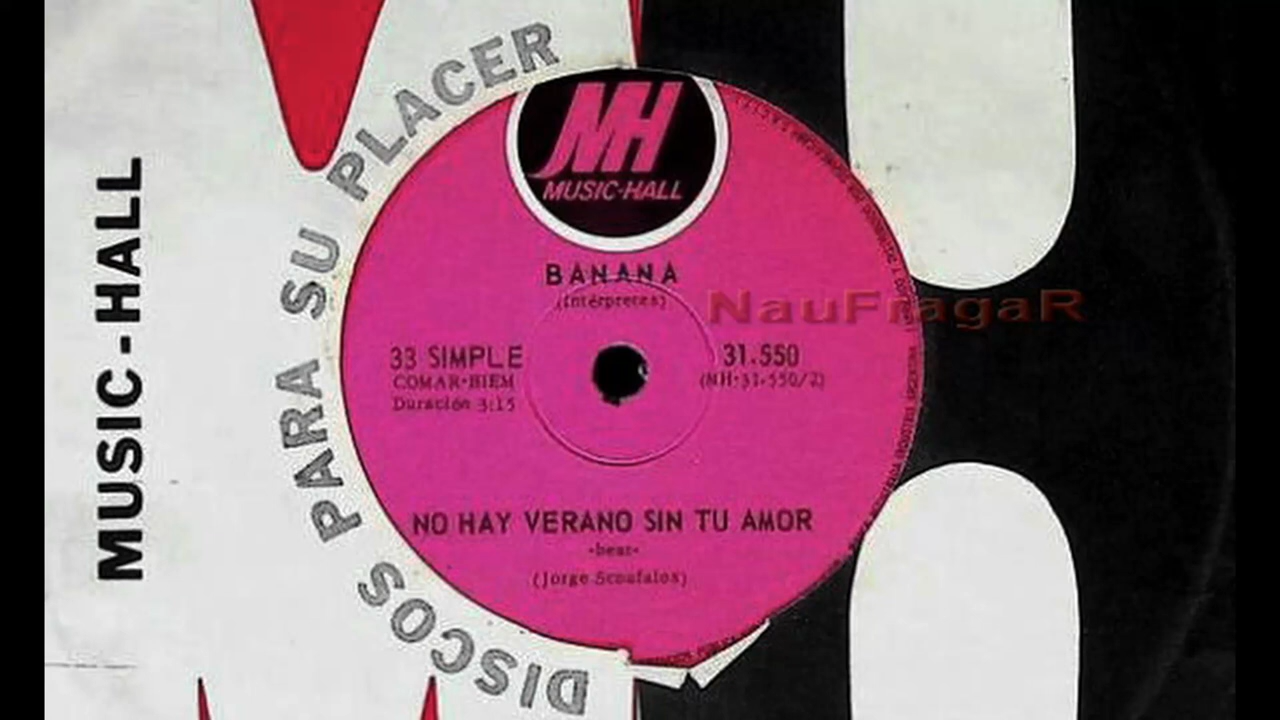 MUSIC-HALL
DISCOS PARA SU PLACER
MH
MUSIC-HALL
BANANA
(Intérpretes)
NauFragaR
33 SIMPLE
COMAR-BIEM
Duración 3:15
31.550
(MH-31-550/2)
NO HAY VERANO SIN TU AMOR
-beat-
(Jorge Scoufalos)